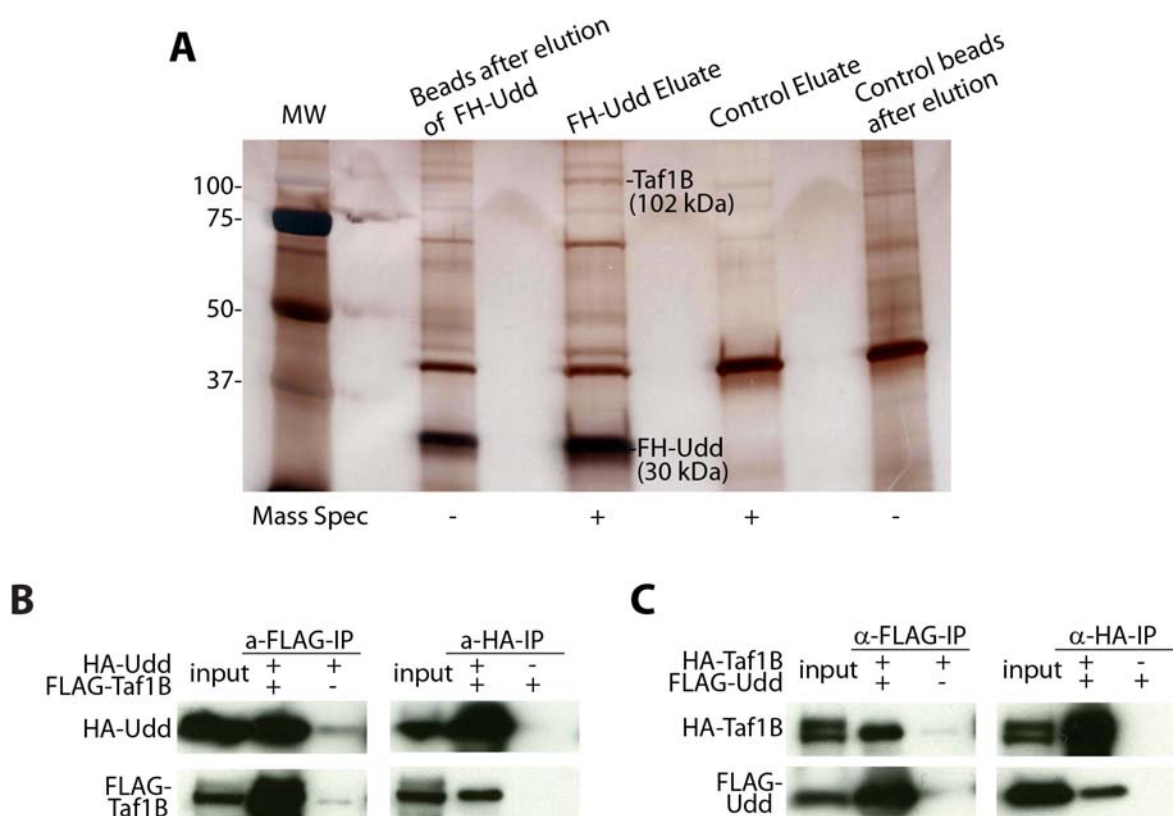 A
MW
Beads after elution
of FH-Udd
FH-Udd Eluate
Control Eluate
Control beads
after elution
100-
75-
50-
37-
-Taf1B
(102 kDa)
-FH-Udd
(30 kDa)
Mass Spec - + + -
B
a-FLAG-IP a-HA-IP
HA-Udd input + + input + -
FLAG-Taf1B + - + +
HA-Udd
FLAG-
Taf1B
C
α-FLAG-IP α-HA-IP
HA-Taf1B input + + input + -
FLAG-Udd + - + +
HA-Taf1B
FLAG-
Udd